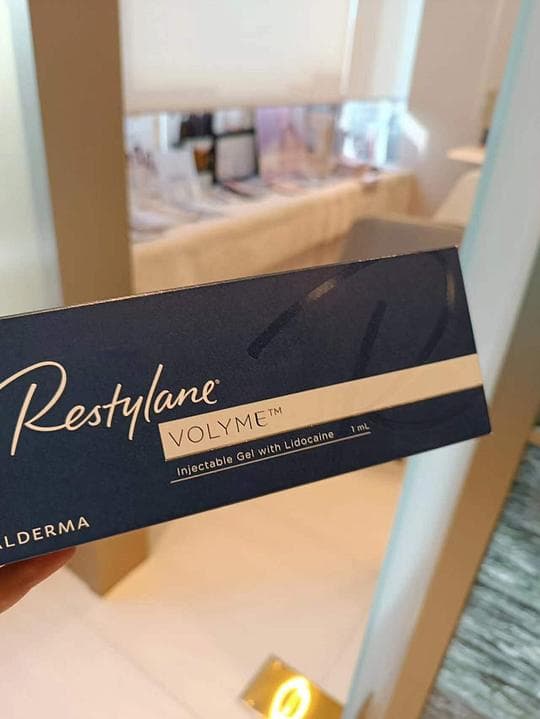 Restylane®
VOLYME™
Injectable Gel with Lidocaine 1 mL
ALDERMA